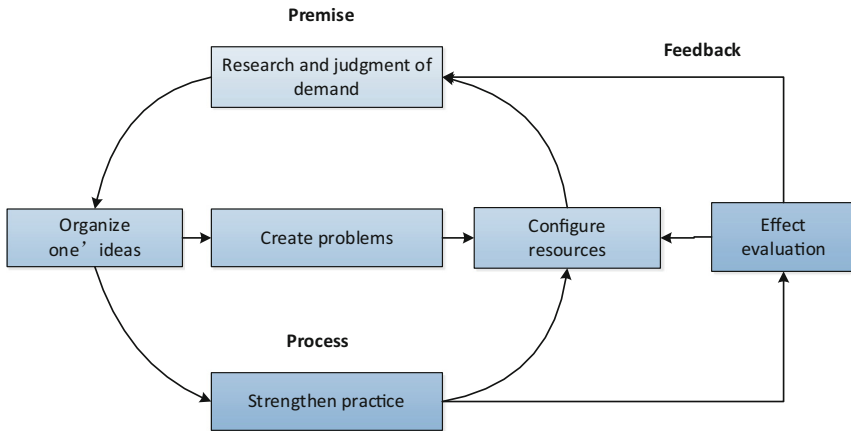 Premise
Research and judgment of
demand
Feedback
Organize
one’ ideas
Create problems
Configure
resources
Effect
evaluation
Process
Strengthen practice